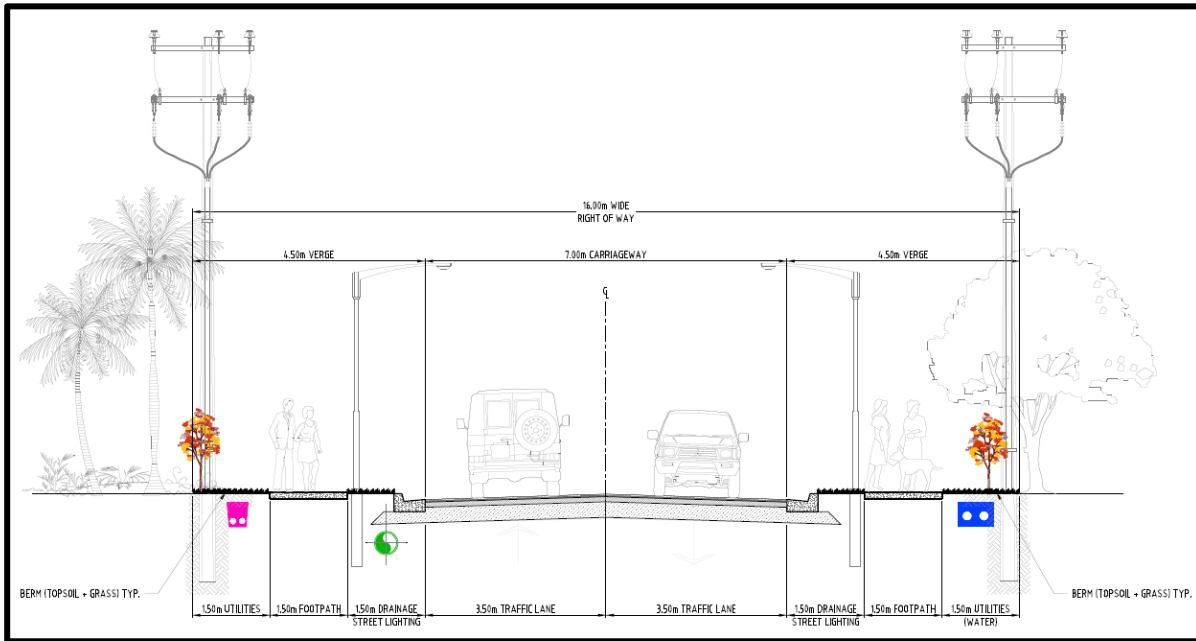 16.00m WIDE
RIGHT OF WAY
4.50m VERGE
7.00m CARRIAGEWAY
4.50m VERGE
℄
BERM (TOPSOIL + GRASS) TYP.
BERM (TOPSOIL + GRASS) TYP.
1.50m UTILITIES
1.50m FOOTPATH
1.50m DRAINAGE
STREET LIGHTING
3.50m TRAFFIC LANE
3.50m TRAFFIC LANE
1.50m DRAINAGE
STREET LIGHTING
1.50m FOOTPATH
1.50m UTILITIES
(WATER)